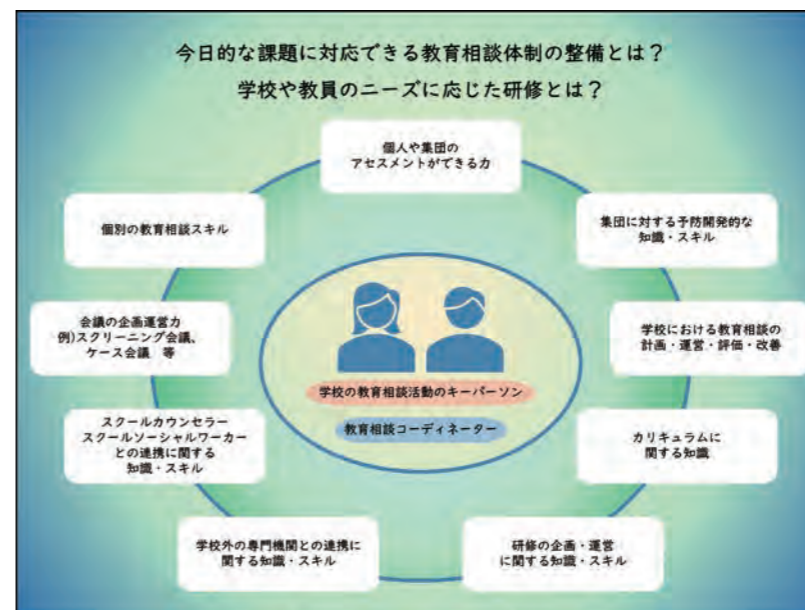 今日的な課題に対応できる教育相談体制の整備とは？
学校や教員のニーズに応じた研修とは？
個人や集団の
アセスメントができる力
個別の教育相談スキル
集団に対する予防開発的な
知識・スキル
会議の企画運営力
例)スクリーニング会議、
ケース会議　等
学校における教育相談の
計画・運営・評価・改善
学校の教育相談活動のキーパーソン
教育相談コーディネーター
スクールカウンセラー
スクールソーシャルワーカー
との連携に関する
知識・スキル
カリキュラムに
関する知識
学校外の専門機関との連携に
関する知識・スキル
研修の企画・運営
に関する知識・スキル